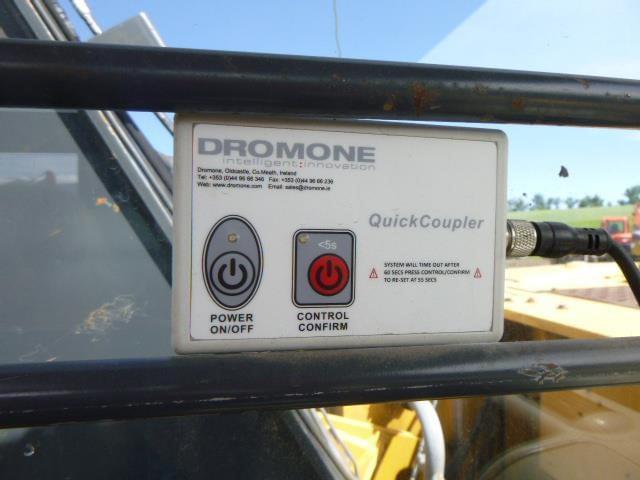 DROMONE
intelligent:innovation
Dromone, Oldcastle, Co.Meath, Ireland
Tel: +353 (0)44 96 66 346 Fax: +353 (0)44 96 66 236
Web: www.dromone.com Email: sales@dromone.ie
QuickCoupler
<5s
SYSTEM WILL TIME OUT AFTER
60 SECS PRESS CONTROL/CONFIRM
TO RE-SET AT 55 SECS
POWER
ON/OFF
CONTROL
CONFIRM